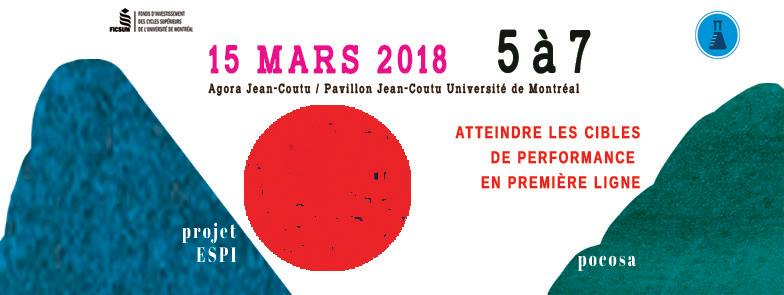 FICSUM
FONDS D'INVESTISSEMENT
DES CYCLES SUPÉRIEURS
DE L'UNIVERSITÉ DE MONTRÉAL
15 MARS 2018 5 à 7
Agora Jean-Coutu / Pavillon Jean-Coutu Université de Montréal
ATTEINDRE LES CIBLES
DE PERFORMANCE
EN PREMIÈRE LIGNE
projet
ESPI
pocosa